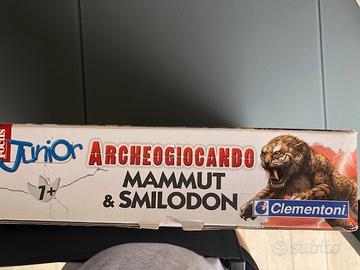 Focus
Junior
ARCHEOGIOCANDO
MAMMUT
& SMILODON
7+
Clementoni
subito